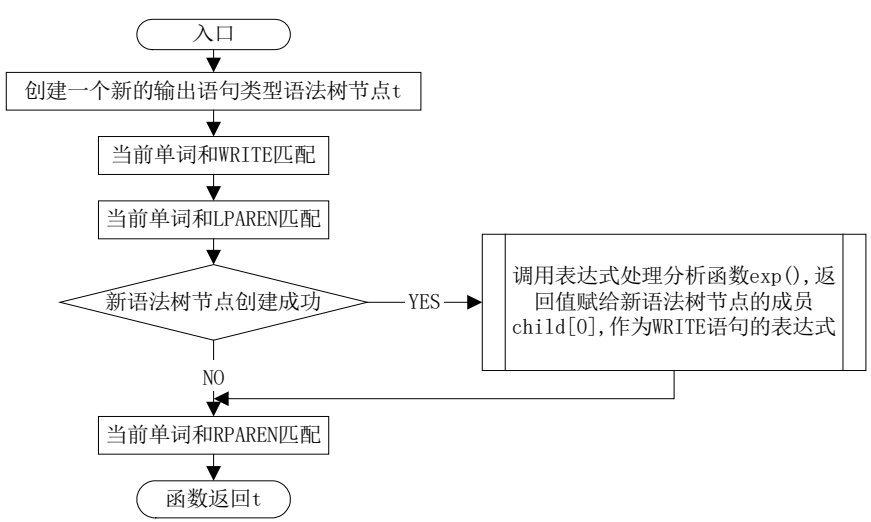 入口
创建一个新的输出语句类型语法树节点t
当前单词和WRITE匹配
当前单词和LPAREN匹配
新语法树节点创建成功
YES
调用表达式处理分析函数exp(),返
回值赋给新语法树节点的成员
child[0],作为WRITE语句的表达式
NO
当前单词和RPAREN匹配
函数返回t